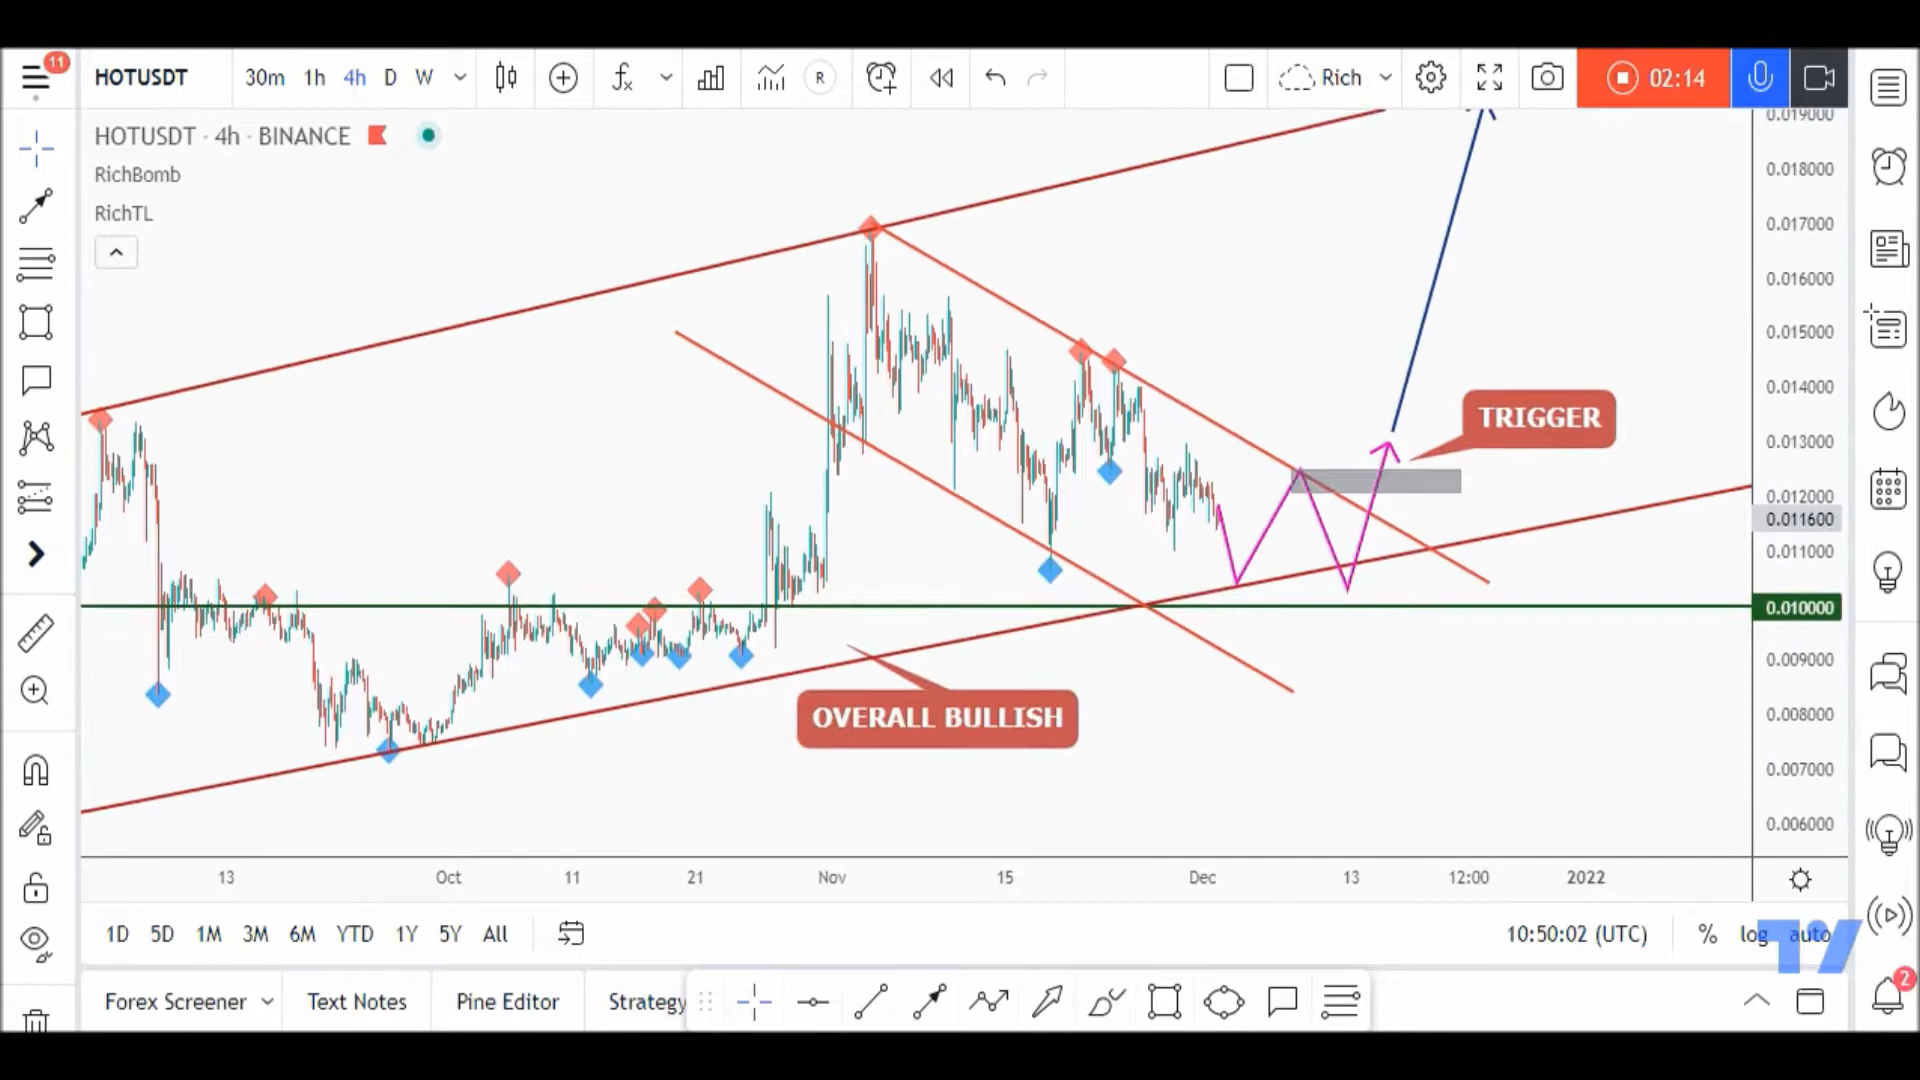 11
HOTUSDT 30m 1h 4h D W R Rich 02:14
HOTUSDT · 4h · BINANCE
RichBomb
RichTL
0.019000
0.018000
0.017000
0.016000
0.015000
0.014000
TRIGGER
0.013000
0.012000
0.011600
0.011000
0.010000
0.009000
OVERALL BULLISH
0.008000
0.007000
0.006000
13 Oct 11 21 Nov 15 Dec 13 12:00 2022
1D 5D 1M 3M 6M YTD 1Y 5Y All 10:50:02 (UTC) % log auto
Forex Screener Text Notes Pine Editor Strategy 2